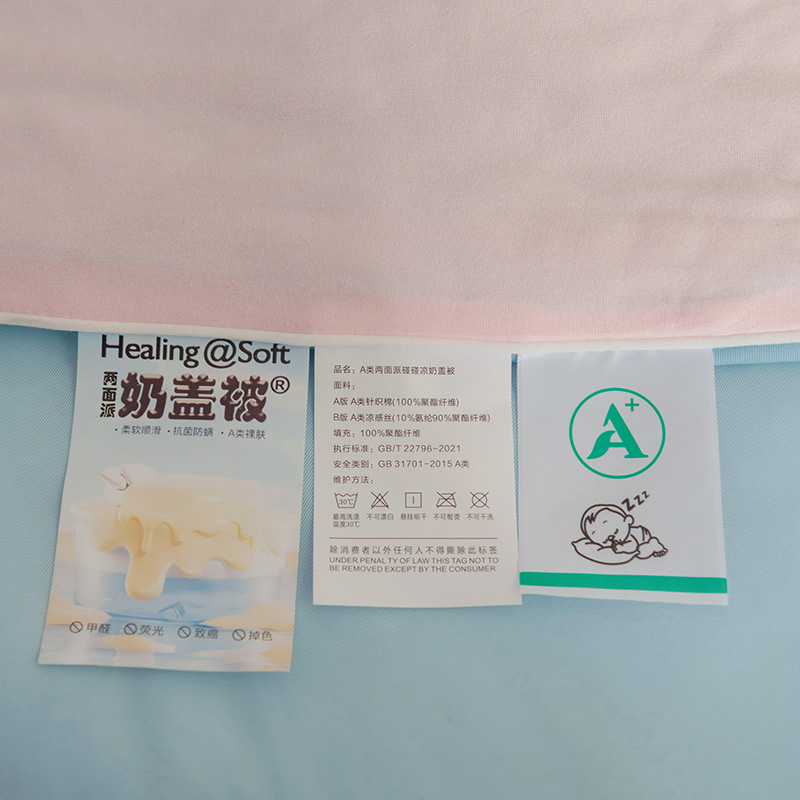 Healing@Soft
两面派
奶盖被®
·柔软顺滑 ·抗菌防螨 ·A类裸肤
甲醛 荧光 致癌 掉色
品名：A类两面派碰碰凉奶盖被
面料：
A版 A类针织棉(100%聚酯纤维)
B版 A类凉感丝(10%氨纶90%聚酯纤维)
填充：100%聚酯纤维
执行标准：GB/T 22796-2021
安全类别：GB 31701-2015 A类
维护方法：
30℃
最高洗涤温度30℃ 不可漂白 悬挂晾干 不可熨烫 不可干洗
除消费者以外任何人不得撕除此标签
UNDER PENALTY OF LAW THIS TAG NOT TO
BE REMOVED EXCEPT BY THE CONSUMER
A+
zzz